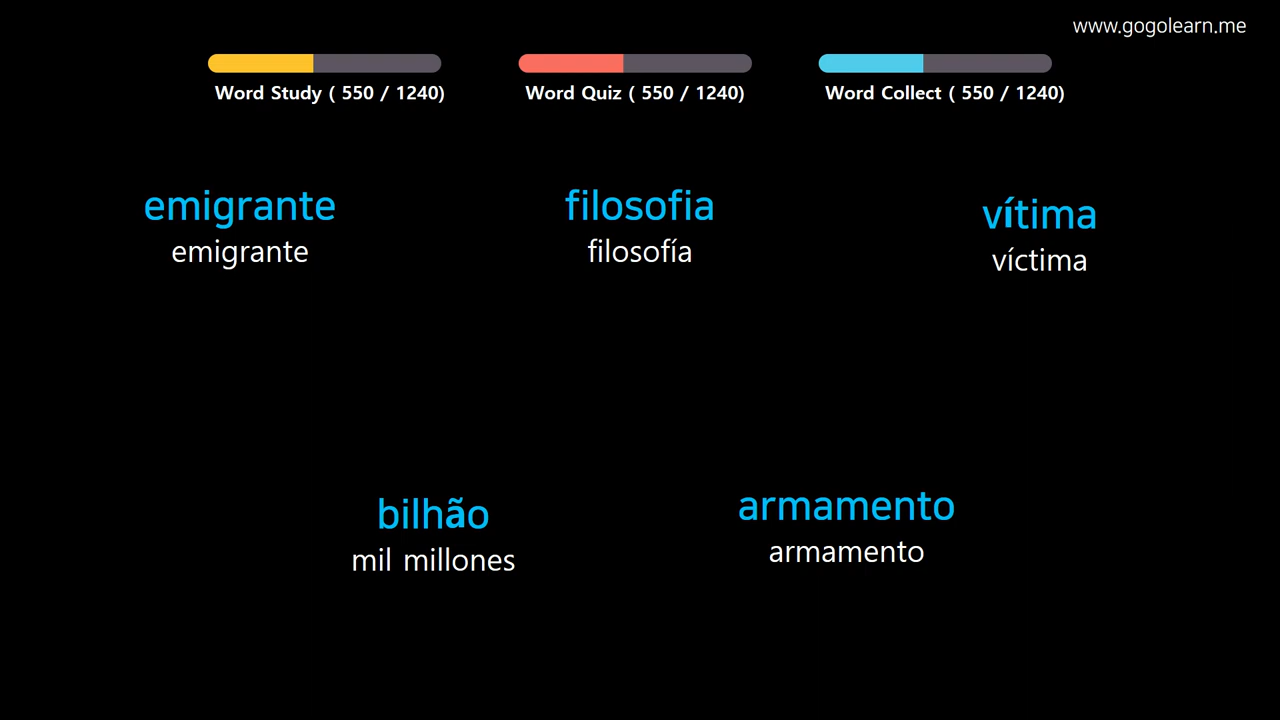 www.gogolearn.me
Word Study ( 550 / 1240)
Word Quiz ( 550 / 1240)
Word Collect ( 550 / 1240)
emigrante
emigrante
filosofia
filosofía
vítima
víctima
bilhão
mil millones
armamento
armamento